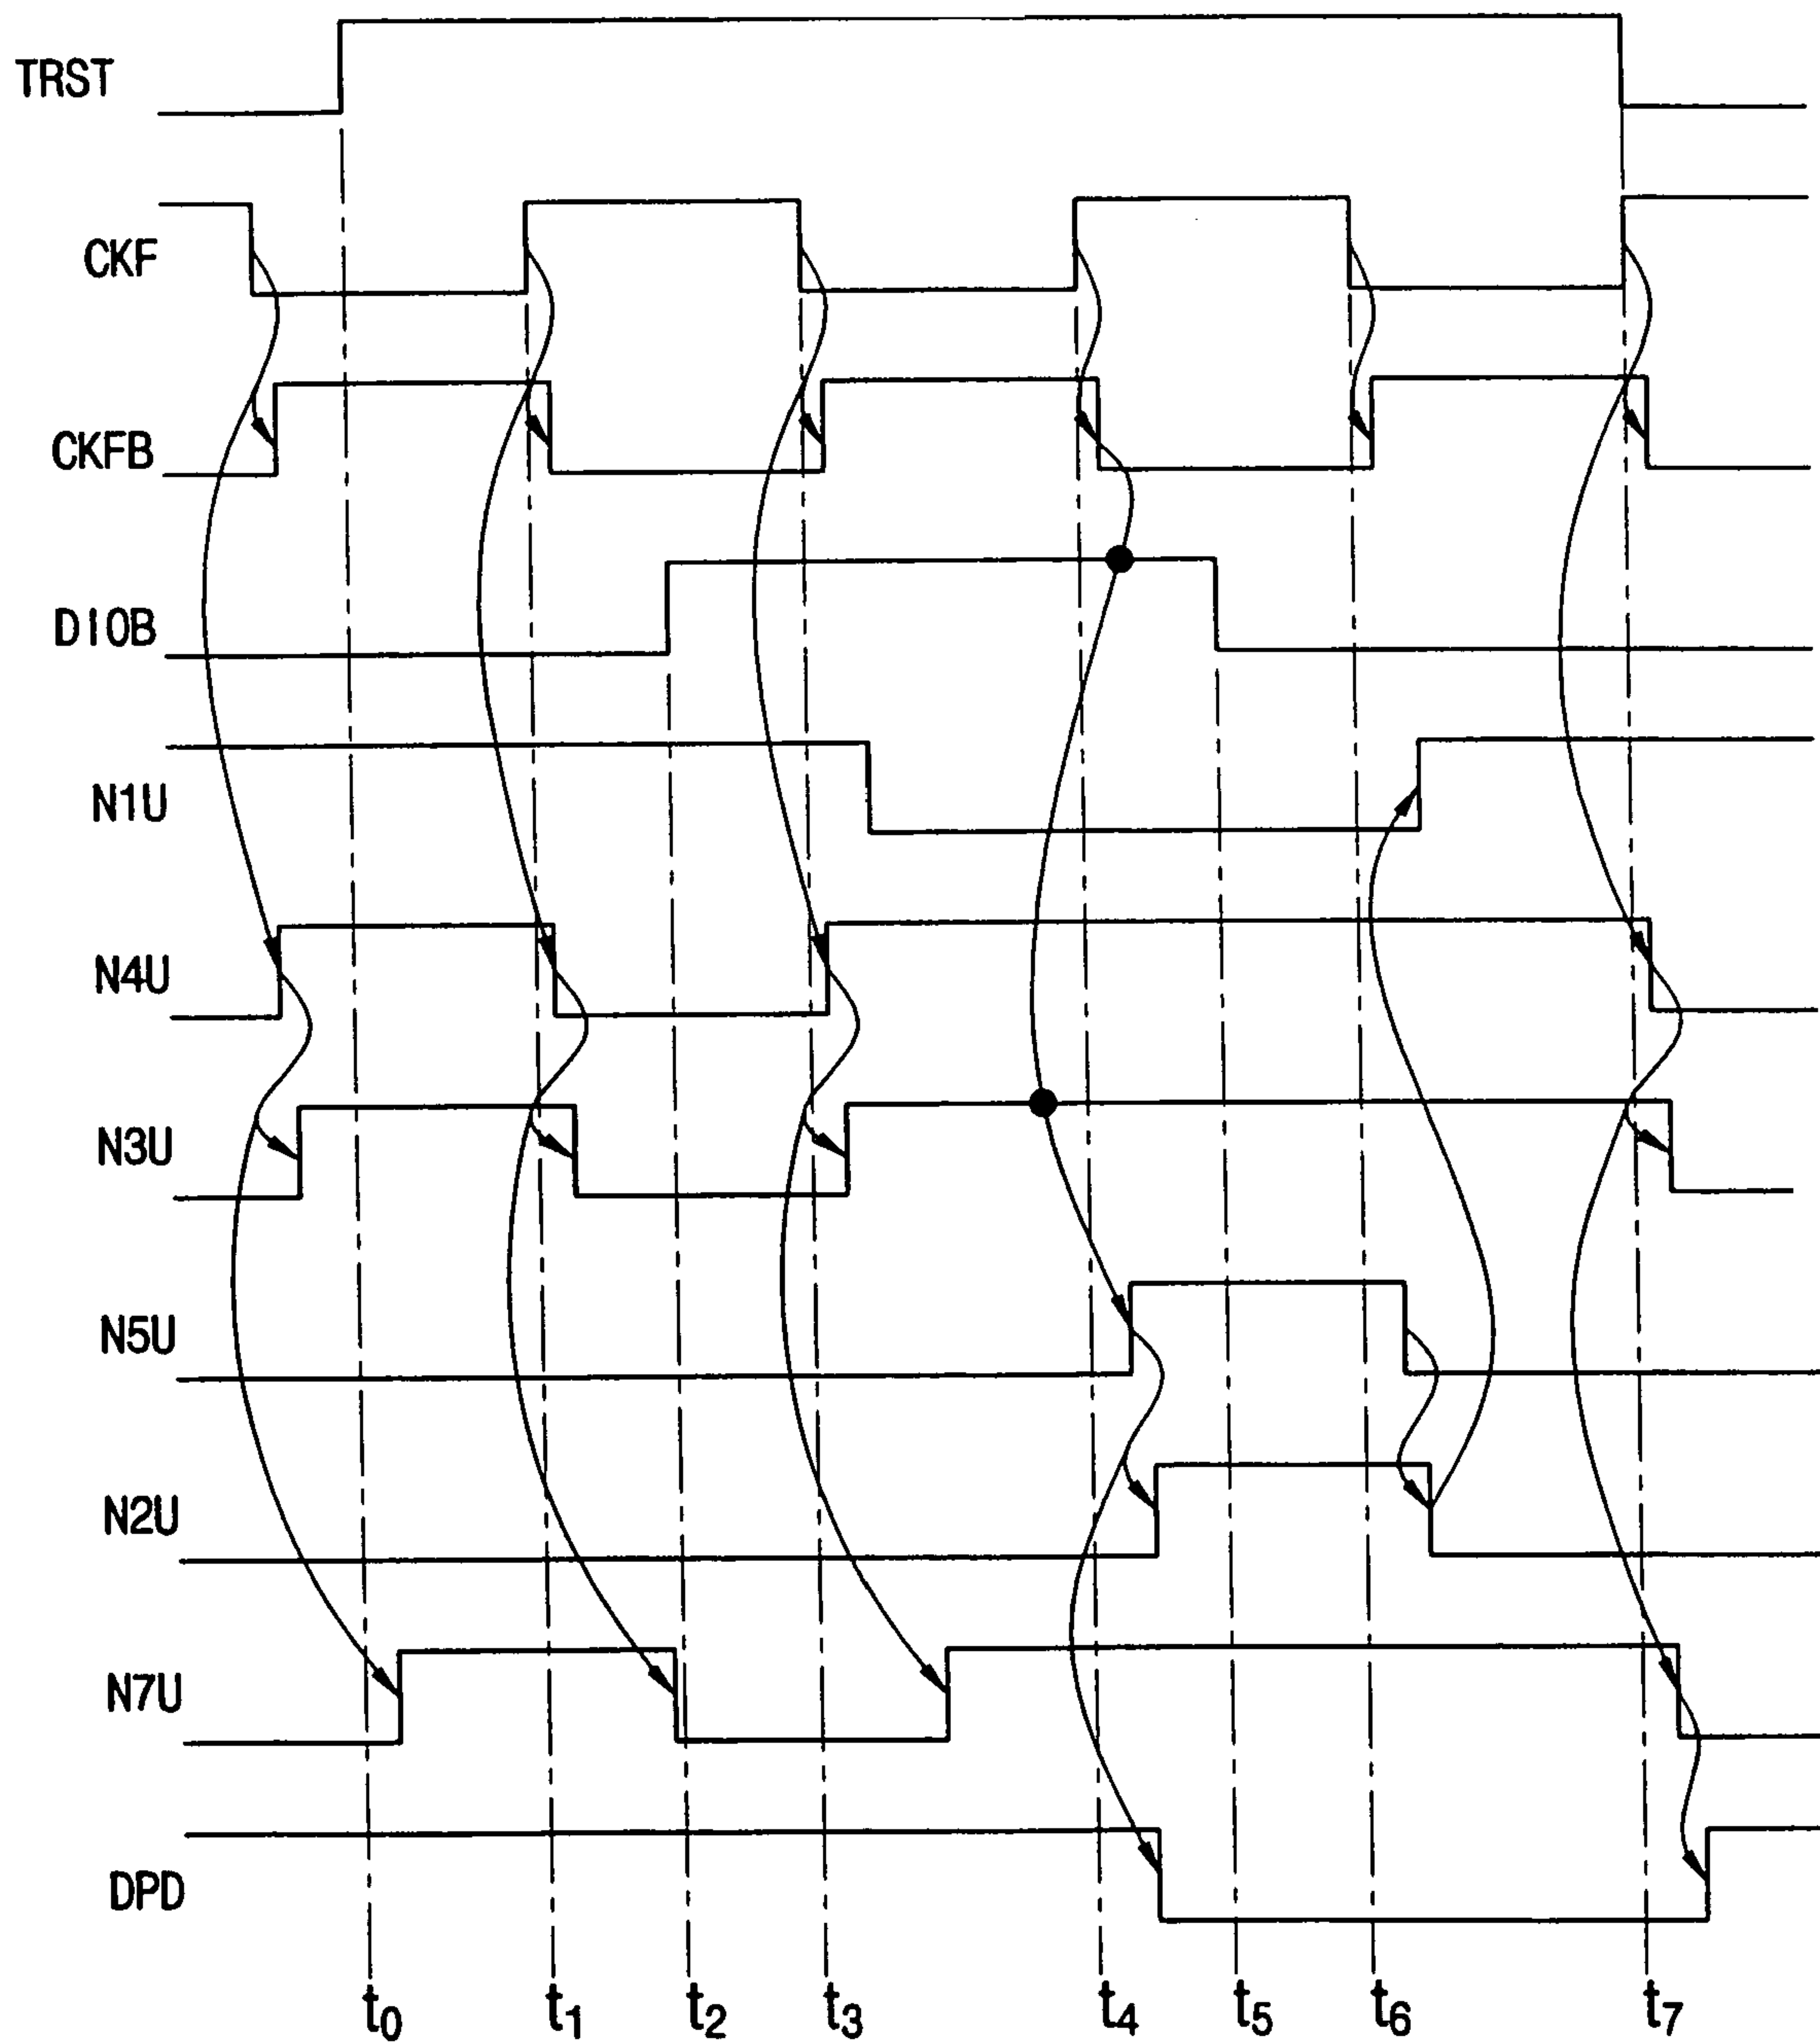 TRST
CKF
CKFB
DIOB
N1U
N4U
N3U
N5U
N2U
N7U
DPD
t0 t1 t2 t3 t4 t5 t6 t7